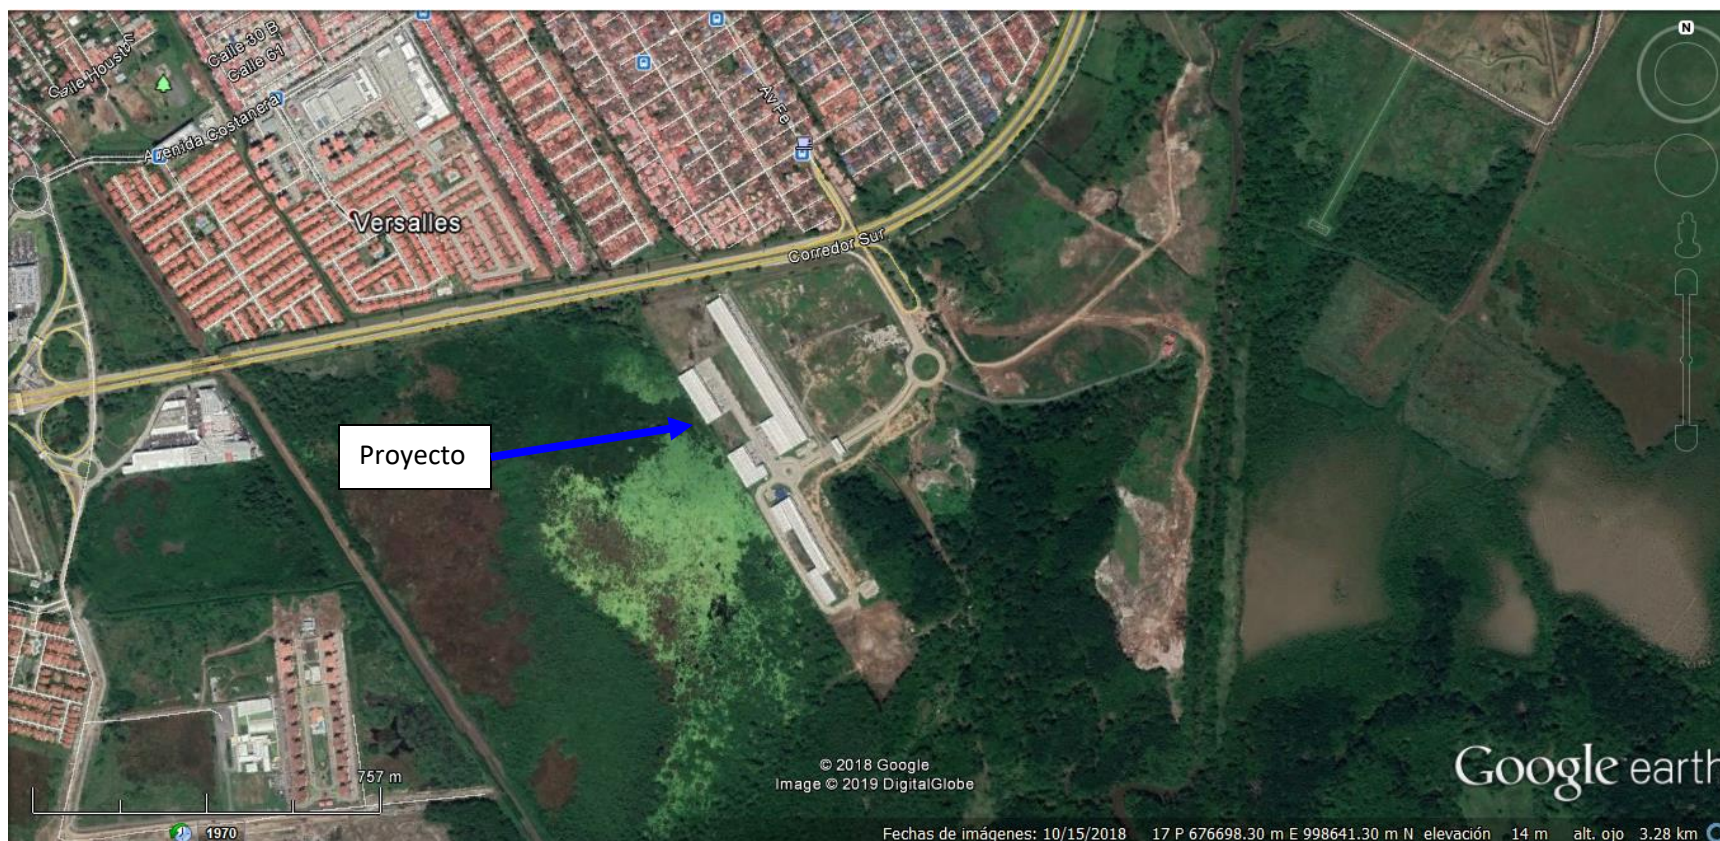 N
Calle 30 B
Calle 61
Calle Houston
Avenida Costanera
Av Fe
Versalles
Corredor Sur
Proyecto
© 2018 Google
Image © 2019 DigitalGlobe
Google earth
757 m
1970
Fechas de imágenes: 10/15/2018 17 P 676698.30 m E 998641.30 m N elevación 14 m alt. ojo 3.28 km